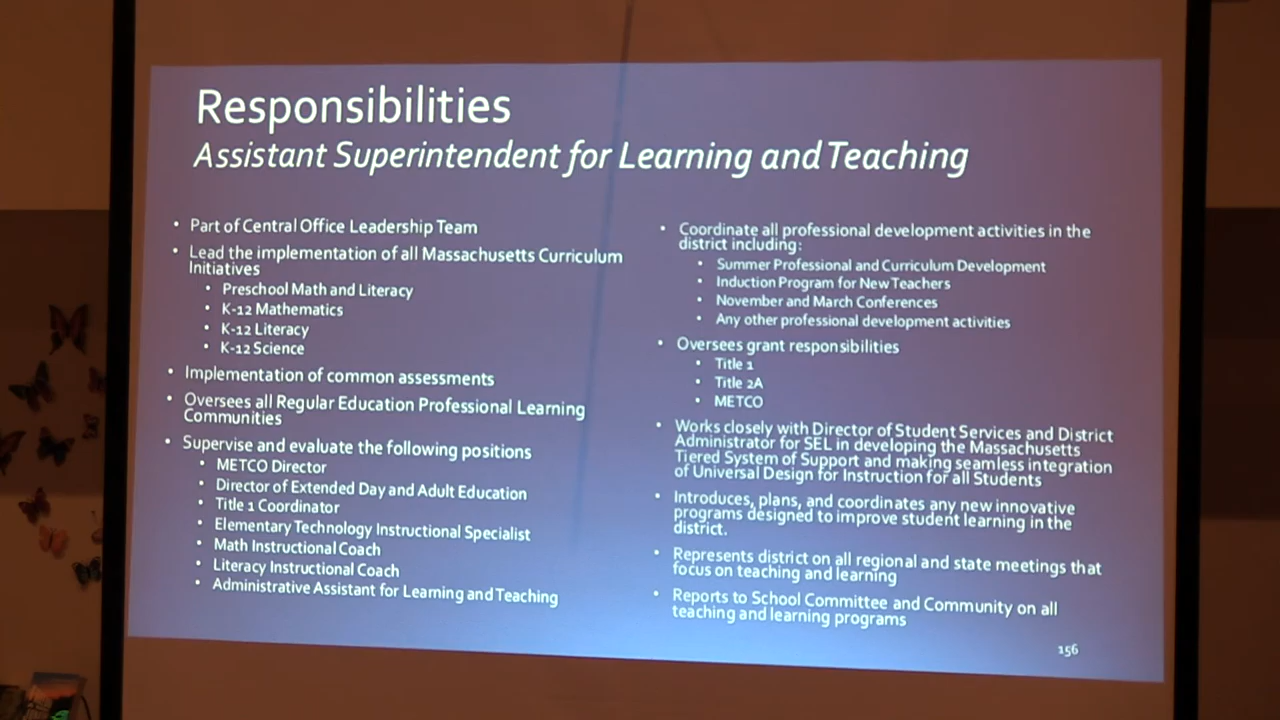 Responsibilities
Assistant Superintendent for Learning and Teaching
• Part of Central Office Leadership Team
• Lead the implementation of all Massachusetts Curriculum
Initiatives
• Preschool Math and Literacy
• K-12 Mathematics
• K-12 Literacy
• K-12 Science
• Implementation of common assessments
• Oversees all Regular Education Professional Learning
Communities
• Supervise and evaluate the following positions
• METCO Director
• Director of Extended Day and Adult Education
• Title 1 Coordinator
• Elementary Technology Instructional Specialist
• Math Instructional Coach
• Literacy Instructional Coach
• Administrative Assistant for Learning and Teaching
• Coordinate all professional development activities in the
district including:
• Summer Professional and Curriculum Development
• Induction Program for New Teachers
• November and March Conferences
• Any other professional development activities
• Oversees grant responsibilities
• Title 1
• Title 2A
• METCO
• Works closely with Director of Student Services and District
Administrator for SEL in developing the Massachusetts
Tiered System of Support and making seamless integration
of Universal Design for Instruction for all Students
• Introduces, plans, and coordinates any new innovative
programs designed to improve student learning in the
district.
• Represents district on all regional and state meetings that
focus on teaching and learning
• Reports to School Committee and Community on all
teaching and learning programs
156